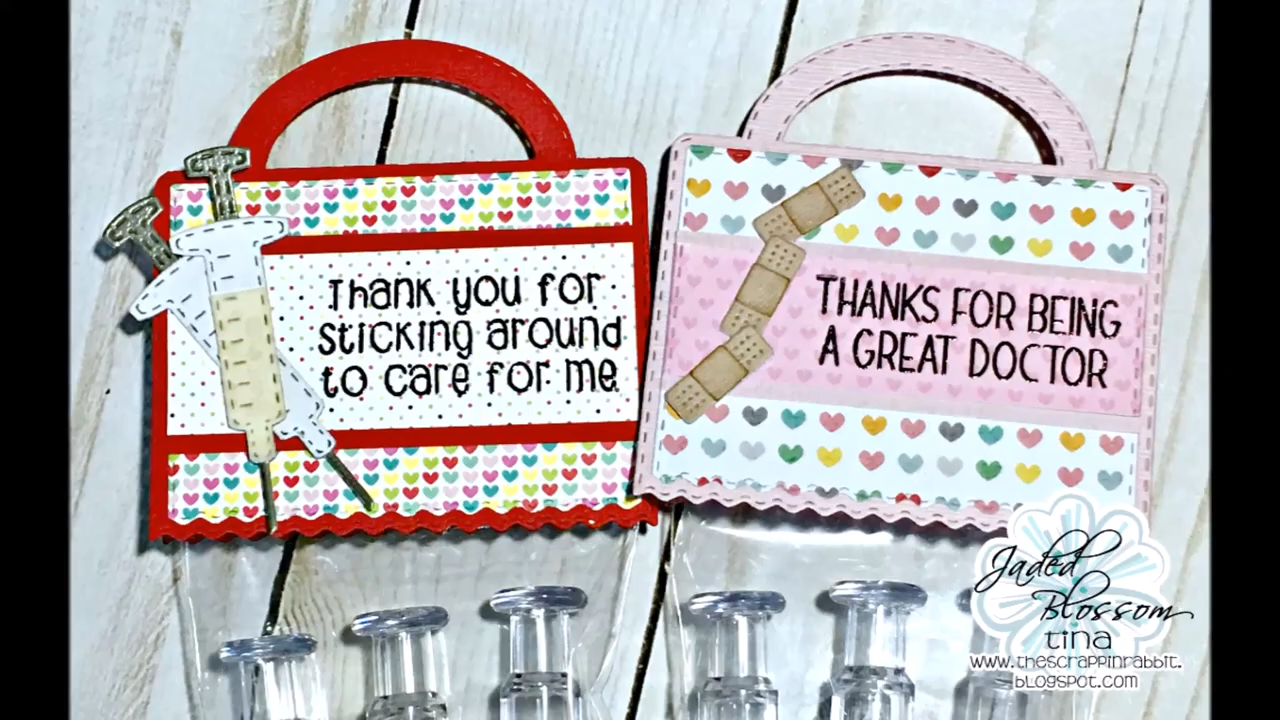 Thank you for
sticking around
to care for me
THANKS FOR BEING
A GREAT DOCTOR
Jaded
Blossom
tina
www.thescrappinrabbit.
blogspot.com